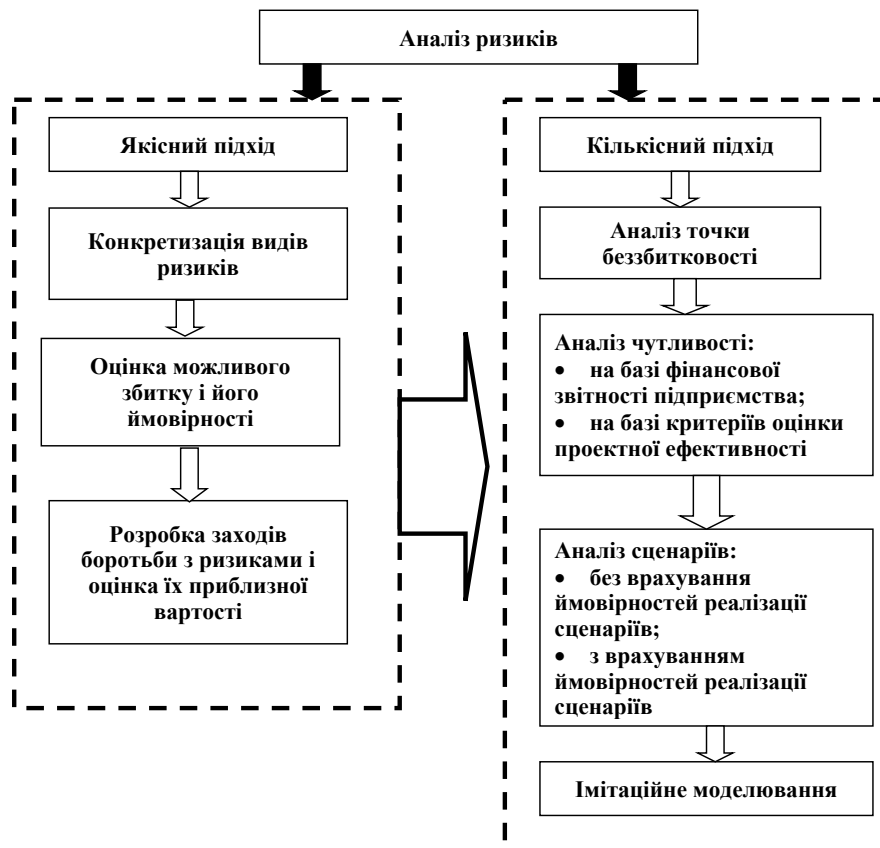 Аналіз ризиків
Якісний підхід
Конкретизація видів
ризиків
Оцінка можливого
збитку і його
ймовірності
Розробка заходів
боротьби з ризиками і
оцінка їх приблизної
вартості
Кількісний підхід
Аналіз точки
беззбитковості
Аналіз чутливості:
• на базі фінансової
звітності підприємства;
• на базі критеріїв оцінки
проектної ефективності
Аналіз сценаріїв:
• без врахування
ймовірностей реалізації
сценаріїв;
• з врахуванням
ймовірностей реалізації
сценаріїв
Імітаційне моделювання